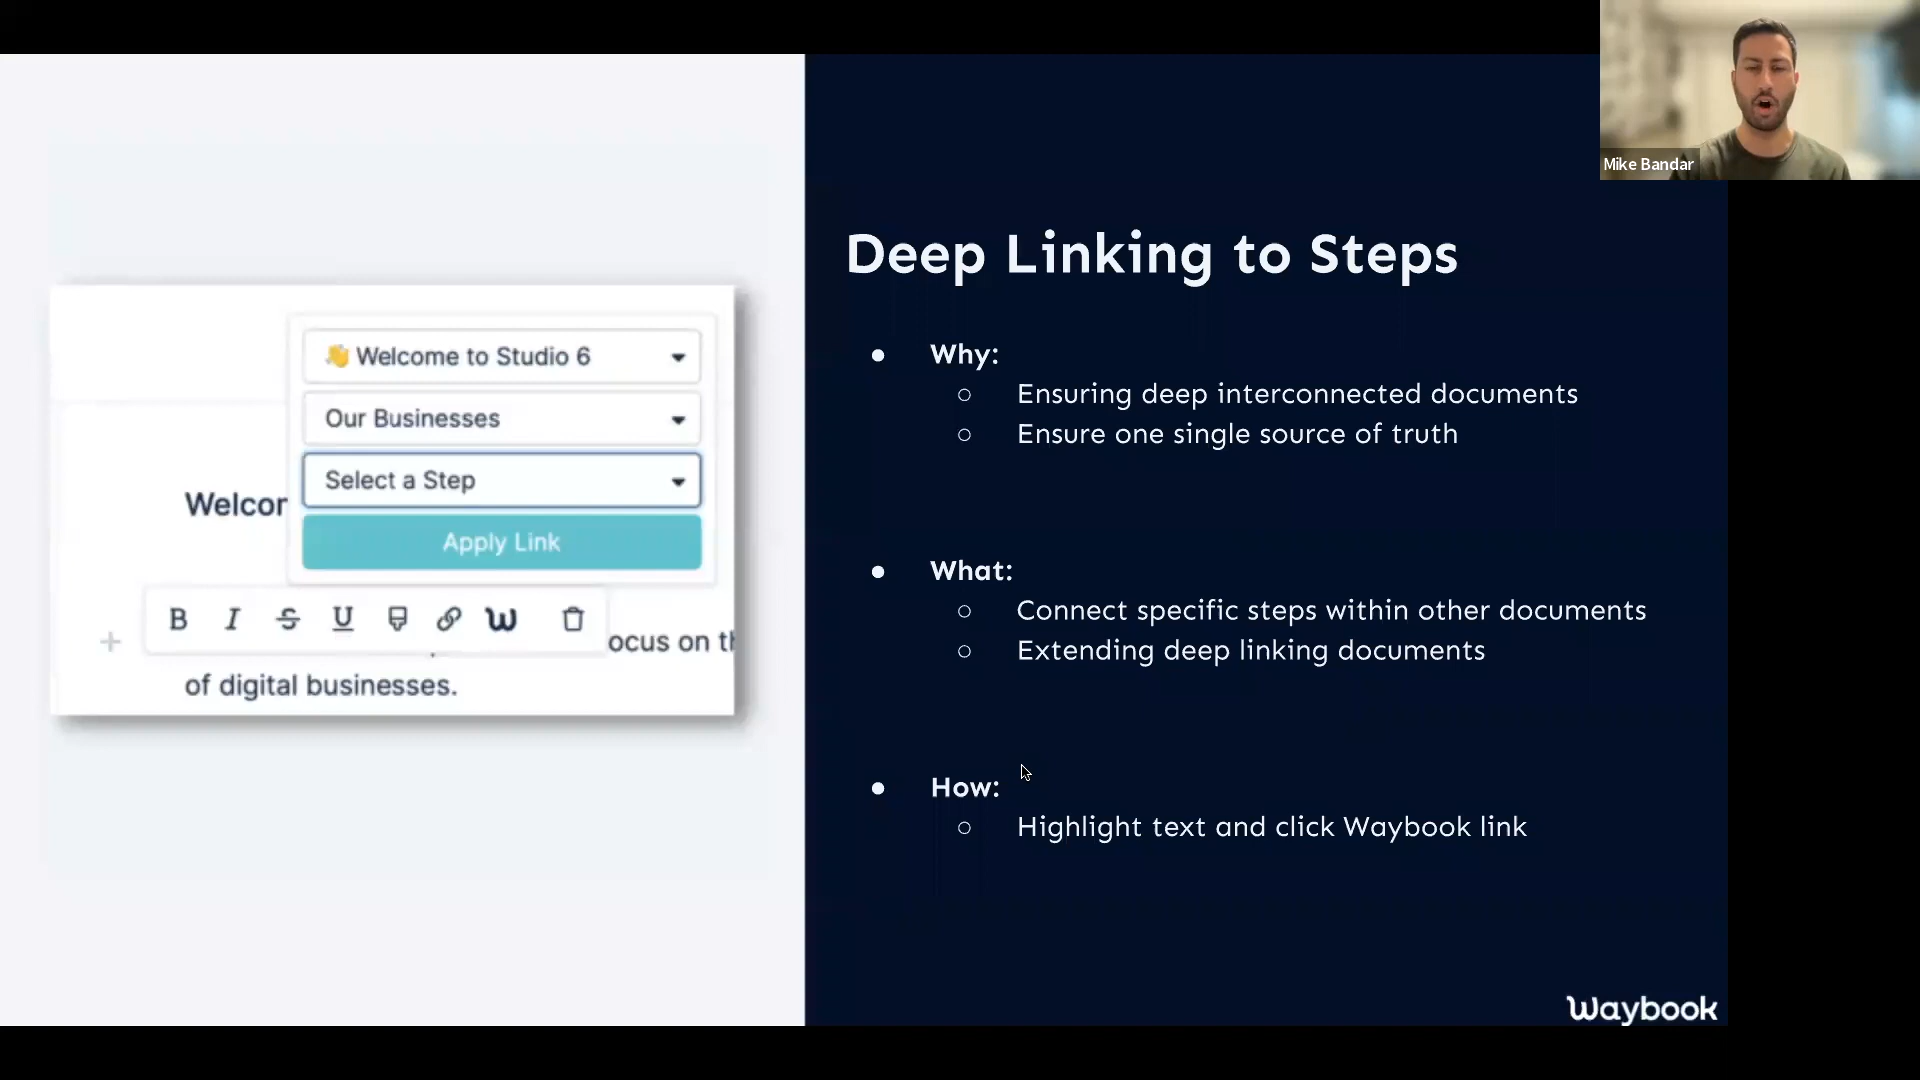 Mike Bandar
👋 Welcome to Studio 6
Our Businesses
Select a Step
Apply Link
Welcor
B I S U W
ocus on th
of digital businesses.
Deep Linking to Steps
Why:
Ensuring deep interconnected documents
Ensure one single source of truth
What:
Connect specific steps within other documents
Extending deep linking documents
How:
Highlight text and click Waybook link
Waybook